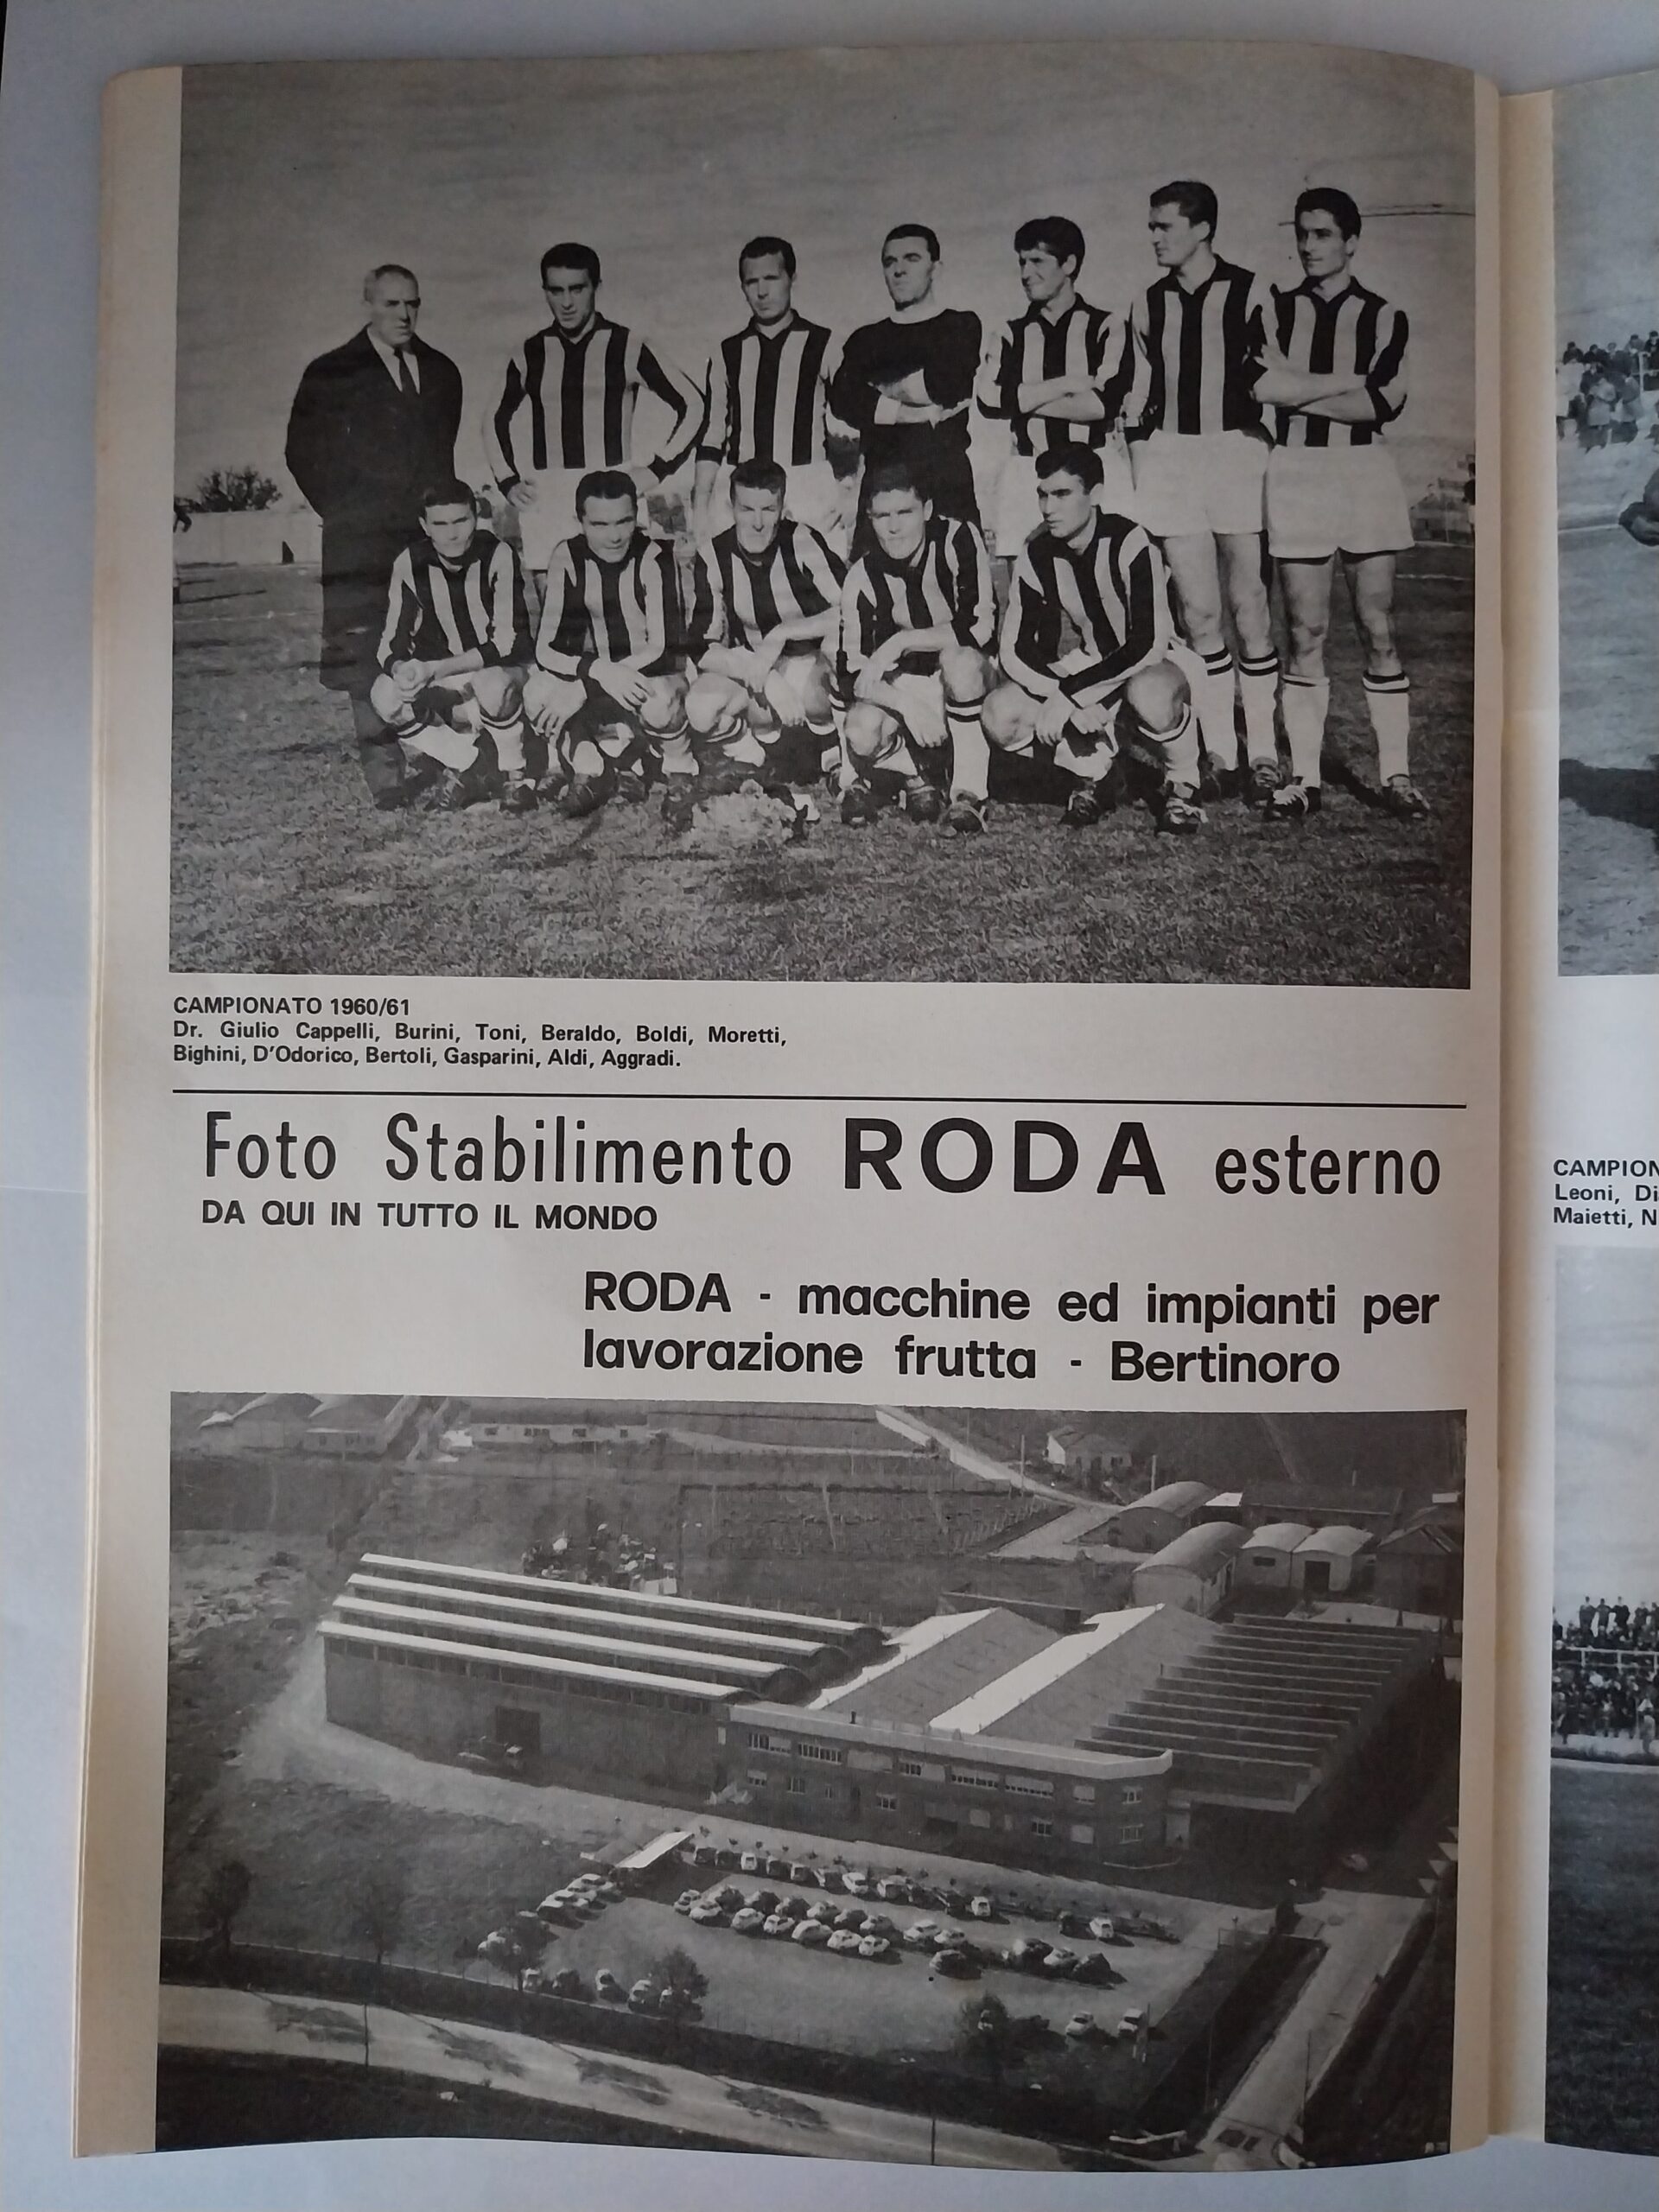 CAMPIONATO 1960/61
Dr. Giulio Cappelli, Burini, Toni, Beraldo, Boldi, Moretti,
Bighini, D'Odorico, Bertoli, Gasparini, Aldi, Aggradi.
Foto Stabilimento RODA esterno
DA QUI IN TUTTO IL MONDO
RODA - macchine ed impianti per
lavorazione frutta - Bertinoro
CAMPION
Leoni, Di
Maietti, N